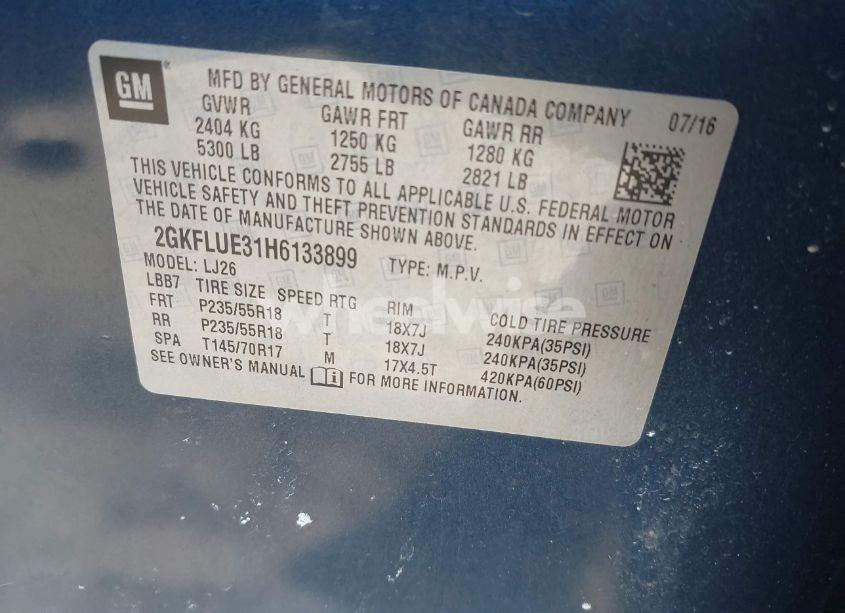 GM
MFD BY GENERAL MOTORS OF CANADA COMPANY 07/16
GVWR GAWR FRT GAWR RR
2404 KG 1250 KG 1280 KG
5300 LB 2755 LB 2821 LB
THIS VEHICLE CONFORMS TO ALL APPLICABLE U.S. FEDERAL MOTOR
VEHICLE SAFETY AND THEFT PREVENTION STANDARDS IN EFFECT ON
THE DATE OF MANUFACTURE SHOWN ABOVE.
2GKFLUE31H6133899 TYPE: M.P.V.
MODEL: LJ26
LBB7 TIRE SIZE SPEED RTG RIM COLD TIRE PRESSURE
FRT P235/55R18 T 18X7J 240KPA(35PSI)
RR P235/55R18 T 18X7J 240KPA(35PSI)
SPA T145/70R17 M 17X4.5T 420KPA(60PSI)
SEE OWNER'S MANUAL FOR MORE INFORMATION.
wheelwise